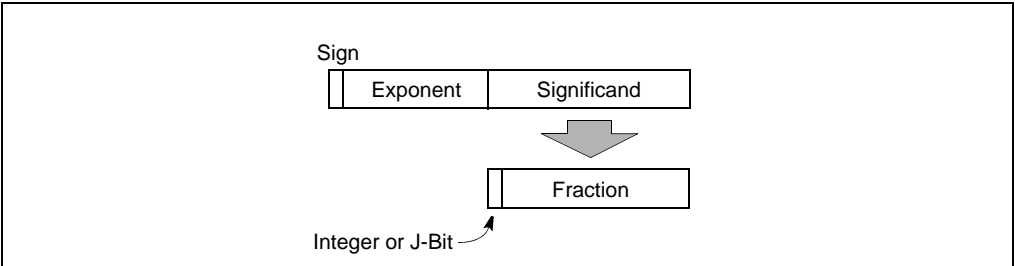 Sign
Exponent Significand
Fraction
Integer or J-Bit